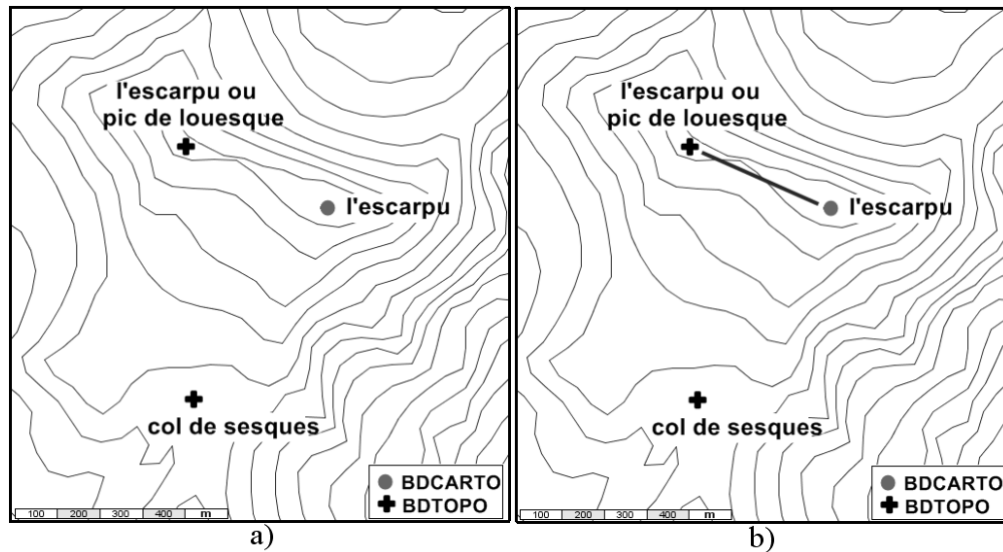 l'escarpu ou
pic de louesque
l'escarpu
col de sesques
BDCARTO
BDTOPO
100 200 300 400 m
a)
l'escarpu ou
pic de louesque
l'escarpu
col de sesques
BDCARTO
BDTOPO
100 200 300 400 m
b)